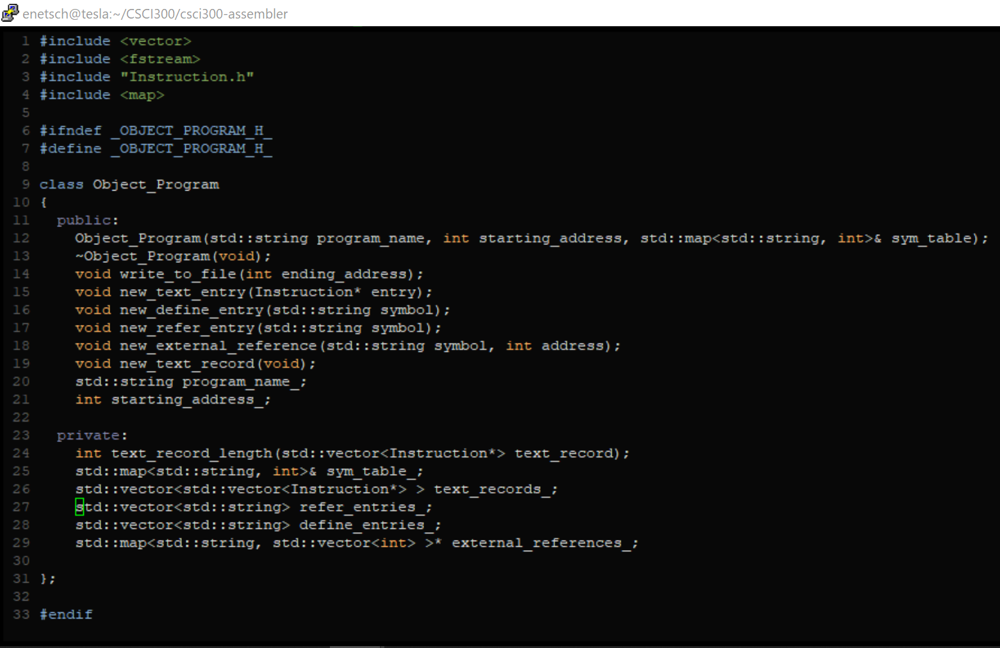 enetsch@tesla:~/CSCI300/csci300-assembler
1 #include <vector>
2 #include <fstream>
3 #include "Instruction.h"
4 #include <map>
5
6 #ifndef _OBJECT_PROGRAM_H_
7 #define _OBJECT_PROGRAM_H_
8
9 class Object_Program
10 {
11   public:
12     Object_Program(std::string program_name, int starting_address, std::map<std::string, int>& sym_table);
13     ~Object_Program(void);
14     void write_to_file(int ending_address);
15     void new_text_entry(Instruction* entry);
16     void new_define_entry(std::string symbol);
17     void new_refer_entry(std::string symbol);
18     void new_external_reference(std::string symbol, int address);
19     void new_text_record(void);
20     std::string program_name_;
21     int starting_address_;
22
23   private:
24     int text_record_length(std::vector<Instruction*> text_record);
25     std::map<std::string, int>& sym_table_;
26     std::vector<std::vector<Instruction*> > text_records_;
27     std::vector<std::string> refer_entries_;
28     std::vector<std::string> define_entries_;
29     std::map<std::string, std::vector<int> >* external_references_;
30
31 };
32
33 #endif